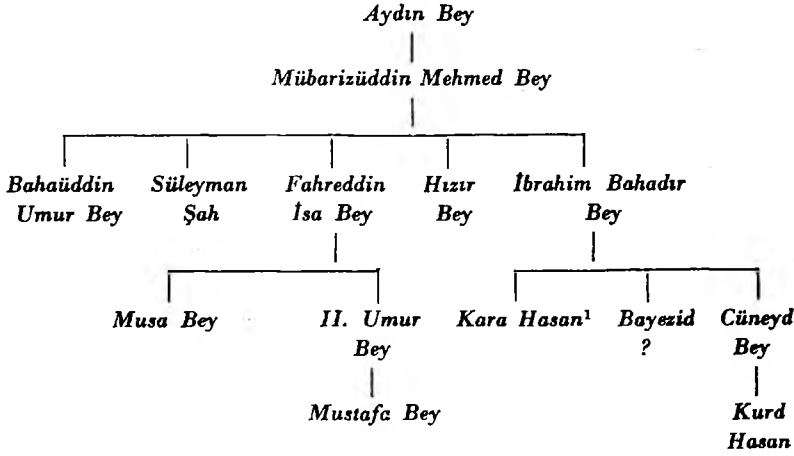 Aydın Bey
Mübarizüddin Mehmed Bey
Bahaüddin Süleyman Fahreddin Hızır İbrahim Bahadır
Umur Bey Şah İsa Bey Bey Bey
Musa Bey II. Umur Kara Hasan¹ Bayezid Cüneyd
Bey ? Bey
Mustafa Bey Kurd
Hasan